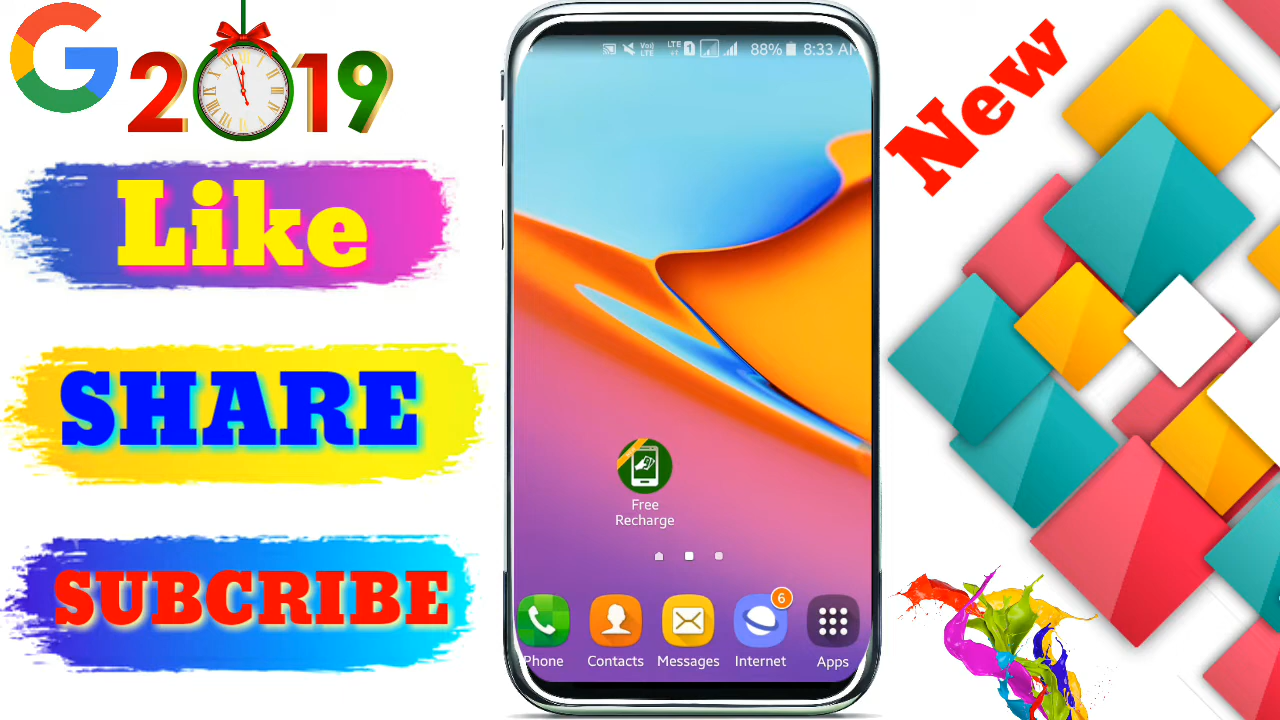 G
2019
Like
SHARE
SUBCRIBE
New
88% 8:33 AM
Free
Recharge
6
Phone
Contacts
Messages
Internet
Apps